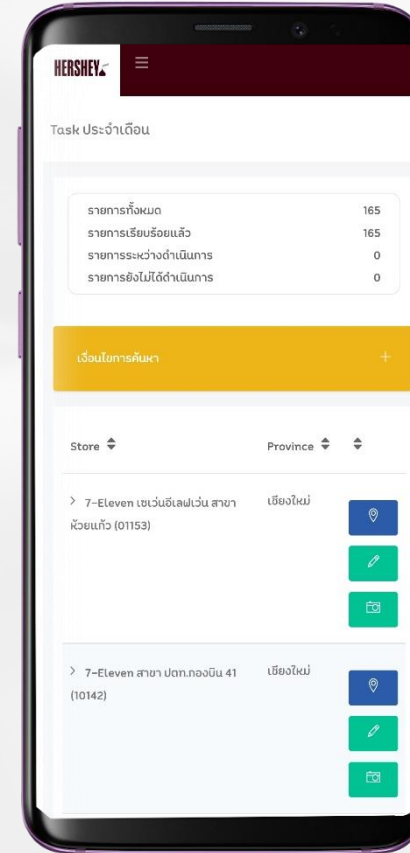 HERSHEY
Task ประจำเดือน
รายการทั้งหมด 165
รายการเรียบร้อยแล้ว 165
รายการระหว่างดำเนินการ 0
รายการยังไม่ได้ดำเนินการ 0
เงื่อนไขการค้นหา +
Store Province
> 7-Eleven เซเว่นอีเลฟเว่น สาขา เชียงใหม่
ห้วยแก้ว (01153)
> 7-Eleven สาขา ปตท.กองบิน 41 เชียงใหม่
(10142)